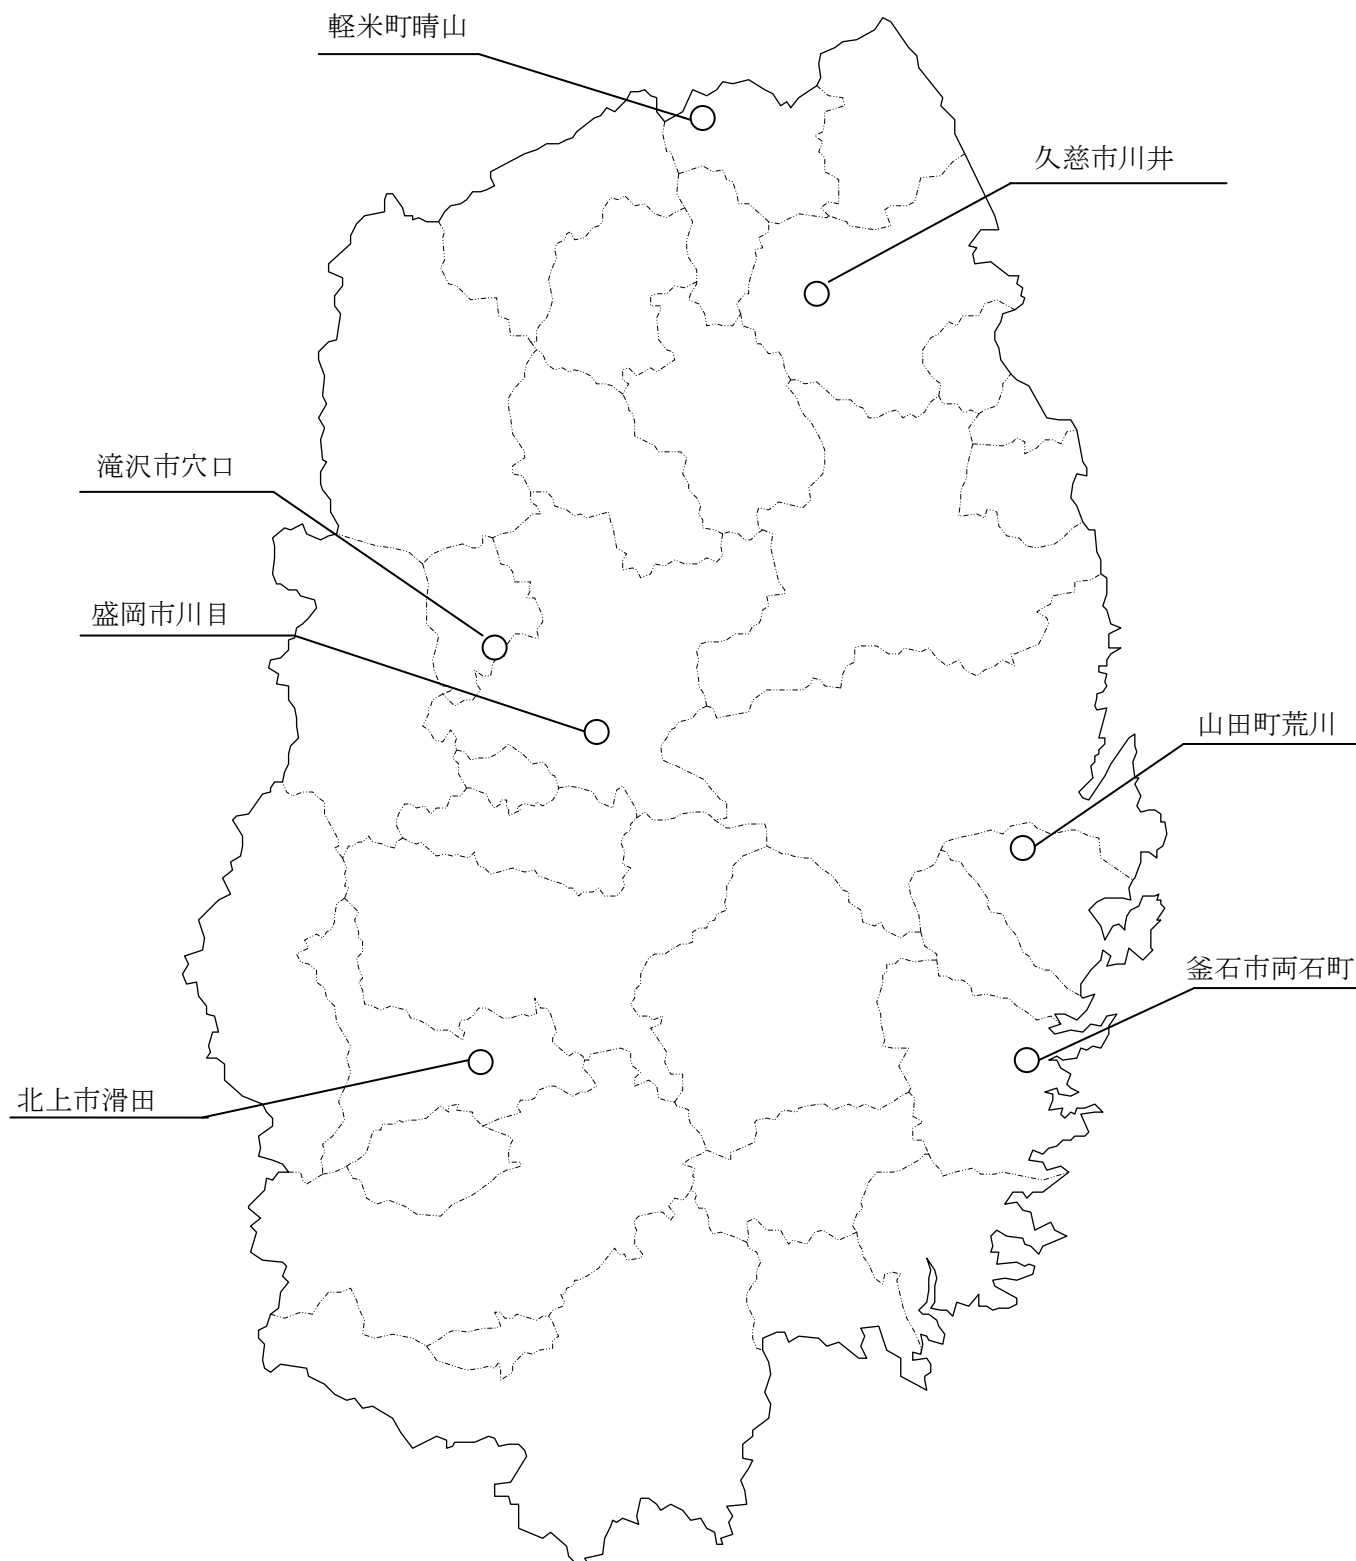 軽米町晴山
久慈市川井
滝沢市穴口
盛岡市川目
山田町荒川
釜石市両石町
北上市滑田